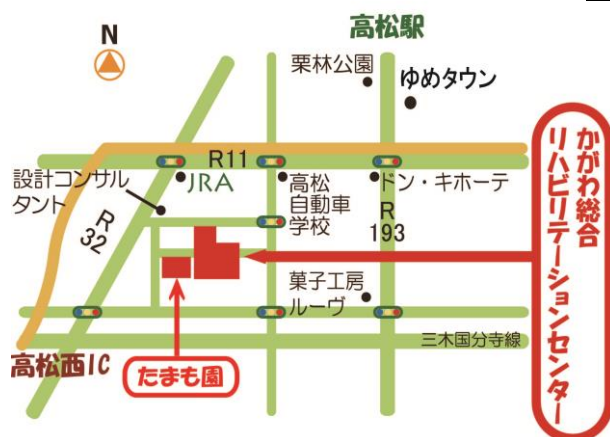 N
高松駅
栗林公園
ゆめタウン
R11
JRA
設計コンサル
タント
R
32
高松
自動車
学校
ドン・キホーテ
R
193
かがわ総合
リハビリテーションセンター
菓子工房
ルーヴ
三木国分寺線
高松西IC
たまも園